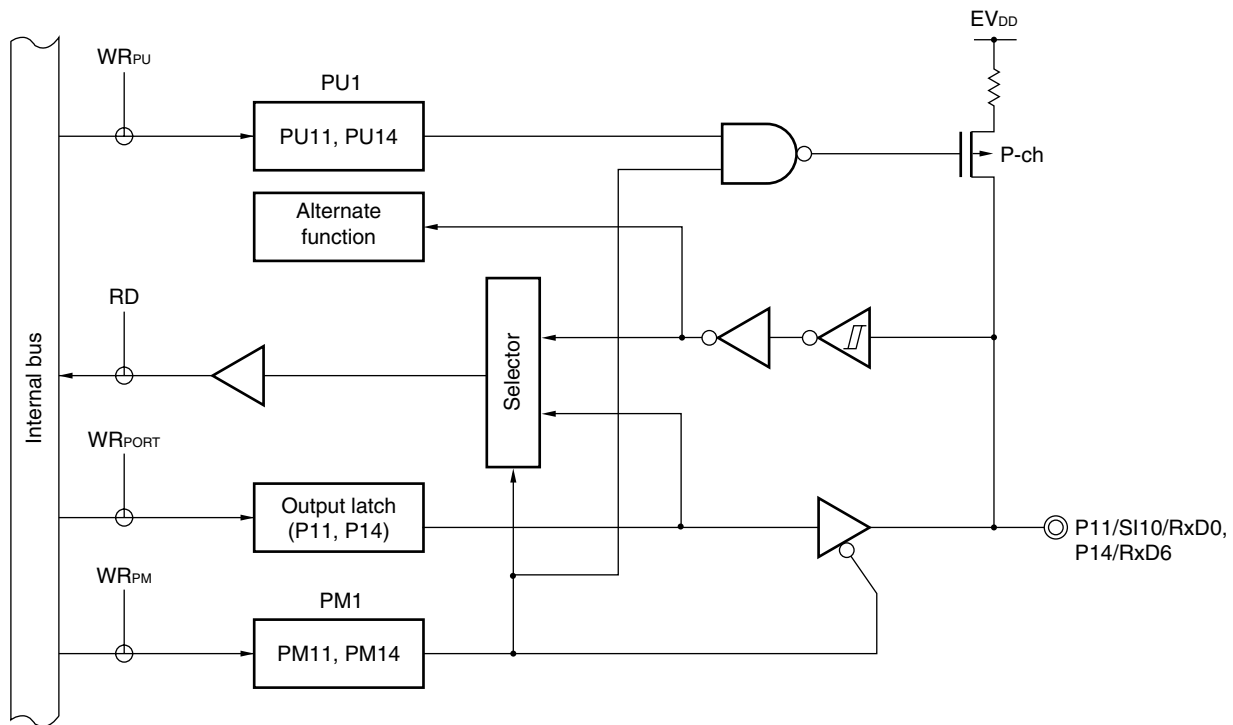 EVDD
WRPU
PU1
PU11, PU14
P-ch
Alternate
function
RD
Selector
Internal bus
WRPORT
Output latch
(P11, P14)
P11/SI10/RxD0,
P14/RxD6
WRPM
PM1
PM11, PM14